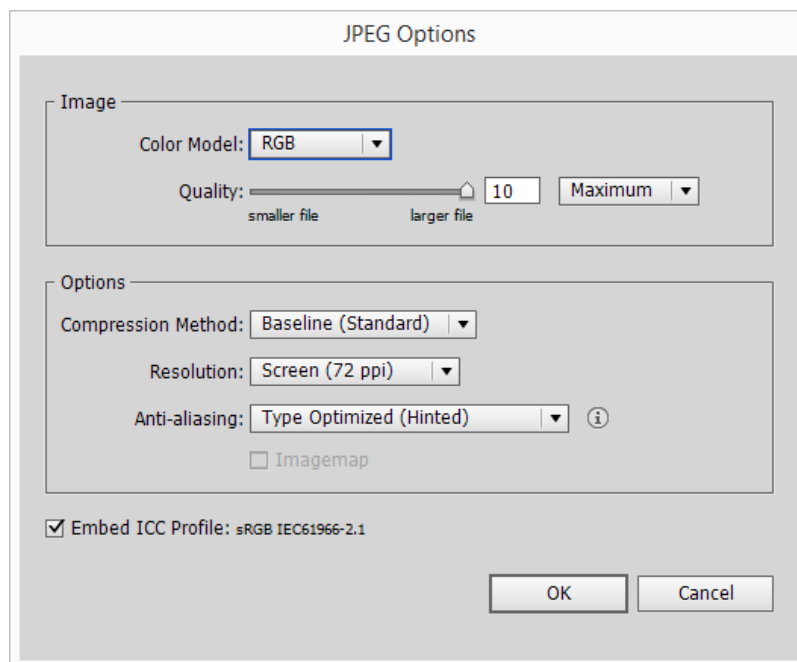 JPEG Options
Image
Color Model: RGB
Quality: 10 Maximum
smaller file larger file
Options
Compression Method: Baseline (Standard)
Resolution: Screen (72 ppi)
Anti-aliasing: Type Optimized (Hinted)
Imagemap
Embed ICC Profile: sRGB IEC61966-2.1
OK Cancel